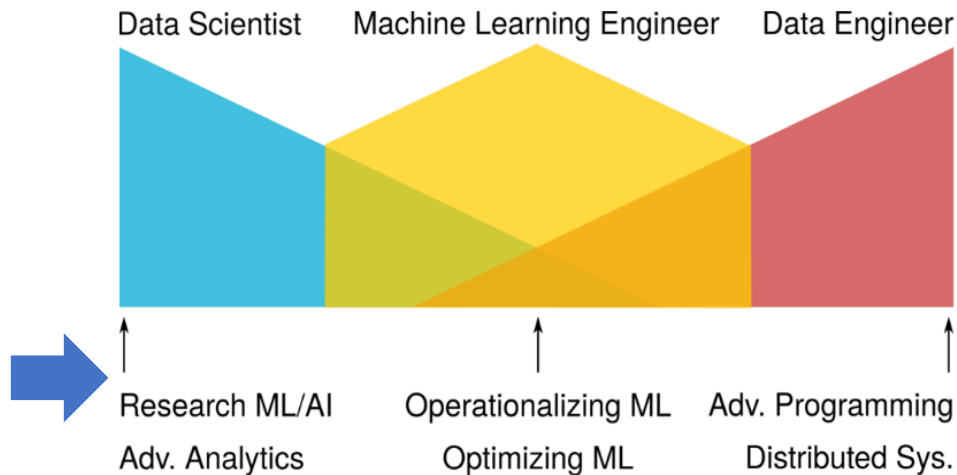 Data Scientist Machine Learning Engineer Data Engineer
Research ML/AI Operationalizing ML Adv. Programming
Adv. Analytics Optimizing ML Distributed Sys.